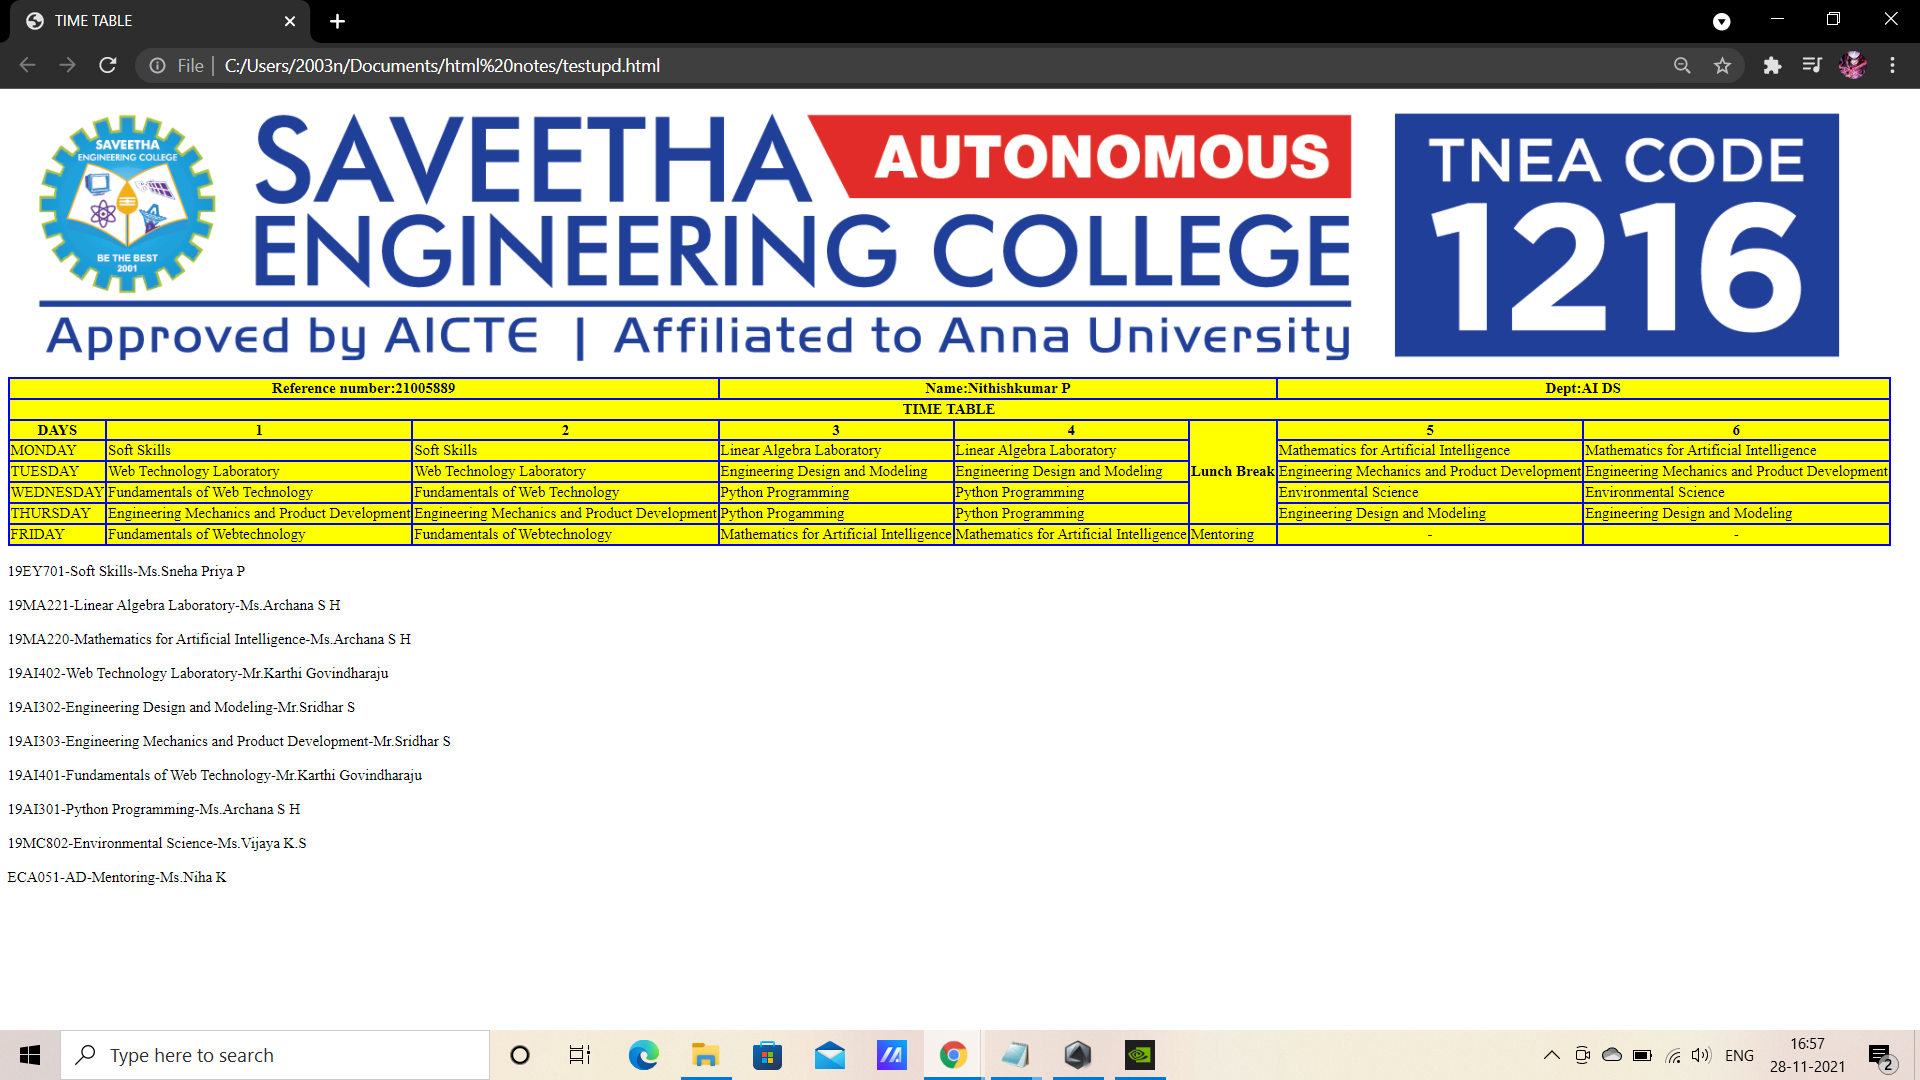 TIME TABLE
File
C:/Users/2003n/Documents/html%20notes/testupd.html
SAVEETHA
ENGINEERING COLLEGE
BE THE BEST
2001
SAVEETHA AUTONOMOUS
ENGINEERING COLLEGE
Approved by AICTE | Affiliated to Anna University
TNEA CODE
1216
Reference number:21005889 Name:Nithishkumar P Dept:AI DS
TIME TABLE
DAYS 1 2 3 4 Lunch Break 5 6
MONDAY Soft Skills Soft Skills Linear Algebra Laboratory Linear Algebra Laboratory Mathematics for Artificial Intelligence Mathematics for Artificial Intelligence
TUESDAY Web Technology Laboratory Web Technology Laboratory Engineering Design and Modeling Engineering Design and Modeling Engineering Mechanics and Product Development Engineering Mechanics and Product Development
WEDNESDAY Fundamentals of Web Technology Fundamentals of Web Technology Python Programming Python Programming Environmental Science Environmental Science
THURSDAY Engineering Mechanics and Product Development Engineering Mechanics and Product Development Python Progamming Python Programming Engineering Design and Modeling Engineering Design and Modeling
FRIDAY Fundamentals of Webtechnology Fundamentals of Webtechnology Mathematics for Artificial Intelligence Mathematics for Artificial Intelligence Mentoring - -
19EY701-Soft Skills-Ms.Sneha Priya P
19MA221-Linear Algebra Laboratory-Ms.Archana S H
19MA220-Mathematics for Artificial Intelligence-Ms.Archana S H
19AI402-Web Technology Laboratory-Mr.Karthi Govindharaju
19AI302-Engineering Design and Modeling-Mr.Sridhar S
19AI303-Engineering Mechanics and Product Development-Mr.Sridhar S
19AI401-Fundamentals of Web Technology-Mr.Karthi Govindharaju
19AI301-Python Programming-Ms.Archana S H
19MC802-Environmental Science-Ms.Vijaya K.S
ECA051-AD-Mentoring-Ms.Niha K
Type here to search
ENG
16:57
28-11-2021
2